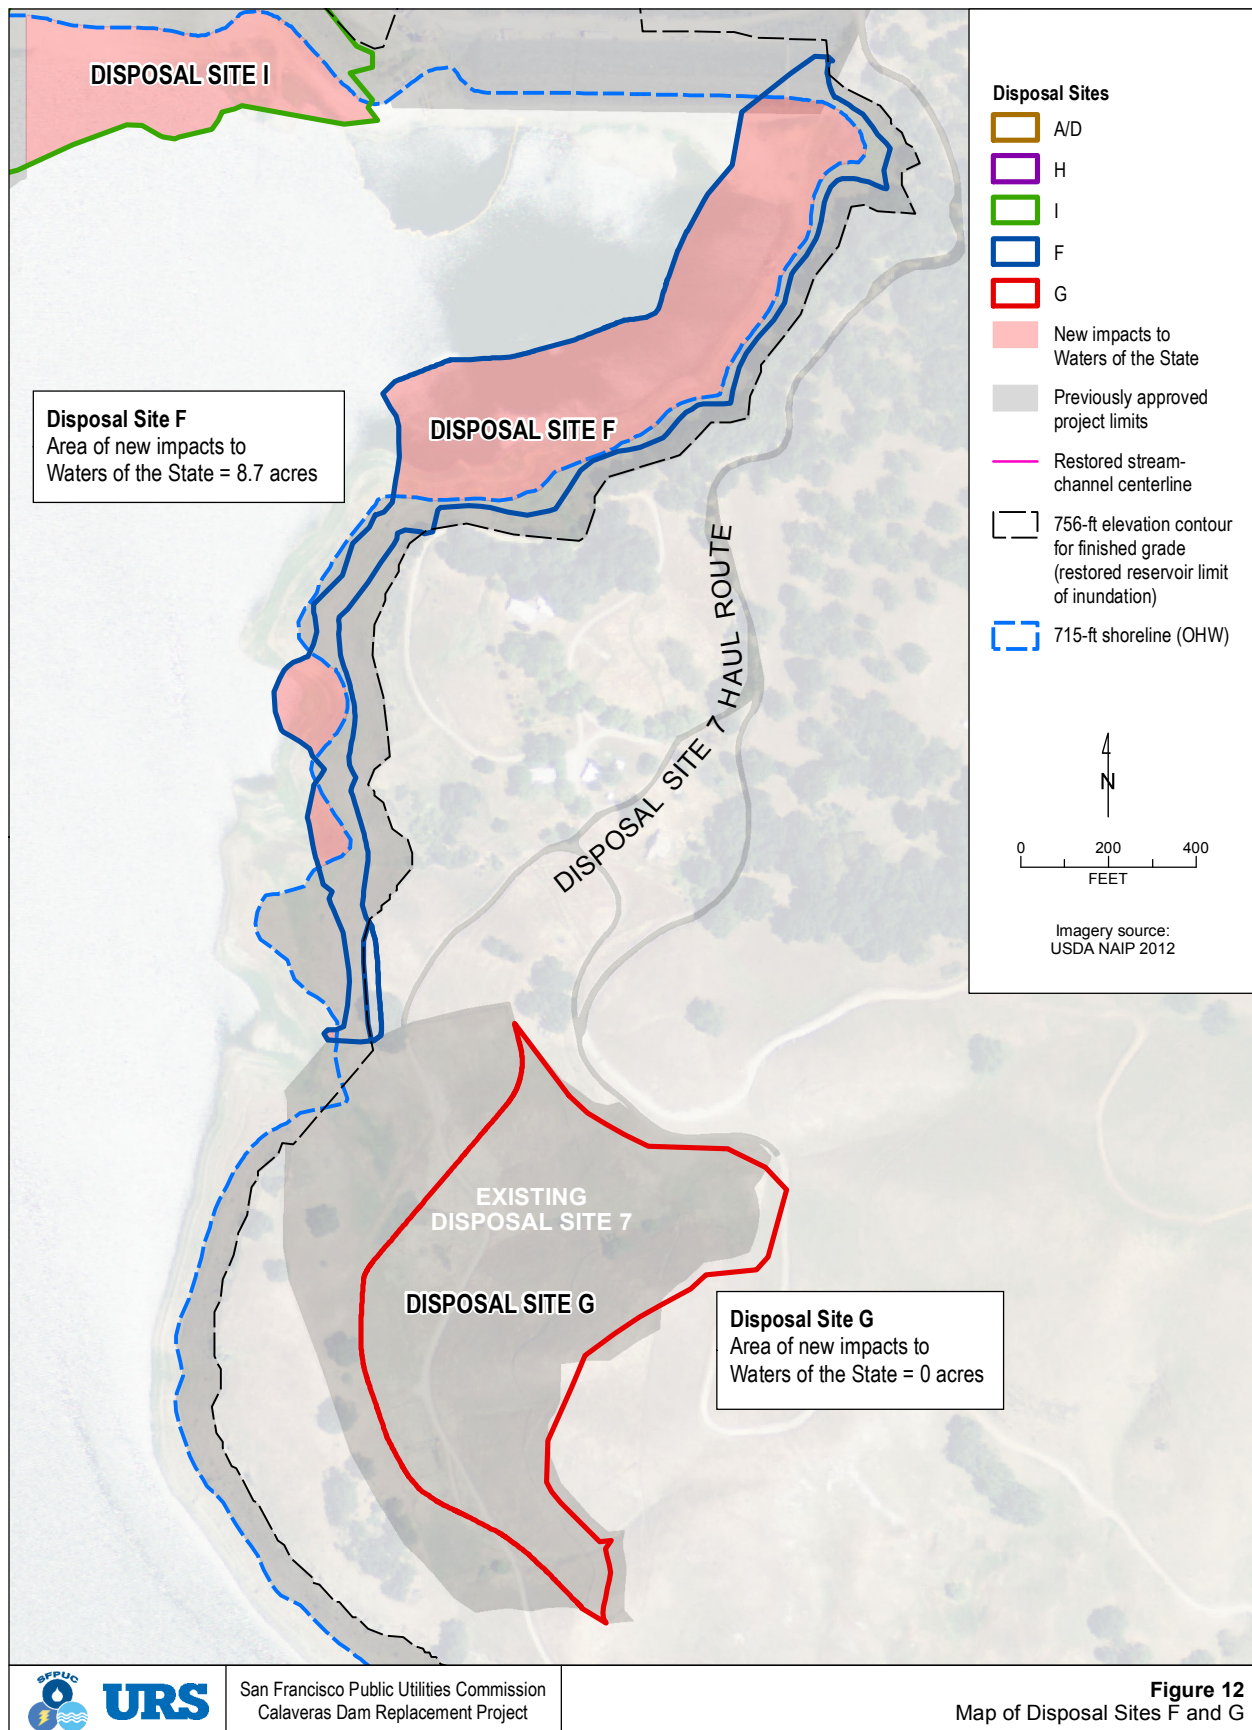 DISPOSAL SITE I
Disposal Sites
A/D
H
I
F
G
New impacts to
Waters of the State
Previously approved
project limits
Restored stream-
channel centerline
756-ft elevation contour
for finished grade
(restored reservoir limit
of inundation)
715-ft shoreline (OHW)
N
0 200 400
FEET
Imagery source:
USDA NAIP 2012
Disposal Site F
Area of new impacts to
Waters of the State = 8.7 acres
DISPOSAL SITE F
DISPOSAL SITE 7 HAUL ROUTE
EXISTING
DISPOSAL SITE 7
DISPOSAL SITE G
Disposal Site G
Area of new impacts to
Waters of the State = 0 acres
SFPUC
URS
San Francisco Public Utilities Commission
Calaveras Dam Replacement Project
Figure 12
Map of Disposal Sites F and G